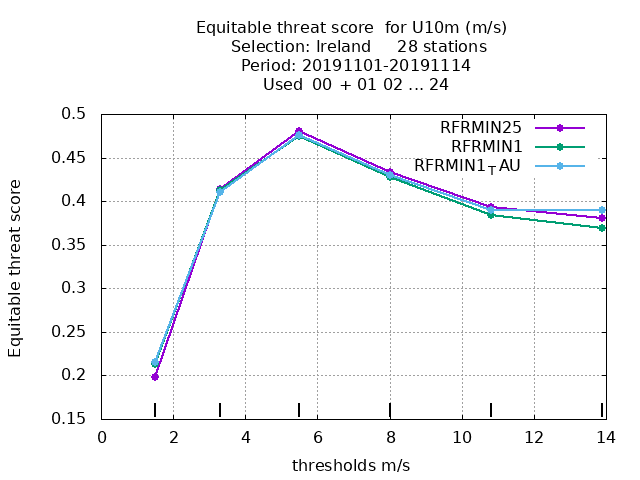 Equitable threat score  for U10m (m/s)
Selection: Ireland     28 stations
Period: 20191101-20191114
Used  00 + 01 02 ... 24
RFRMIN25
RFRMIN1
RFRMIN1TAU
0.5
0.45
0.4
0.35
0.3
0.25
0.2
0.15
Equitable threat score
0 2 4 6 8 10 12 14
thresholds m/s